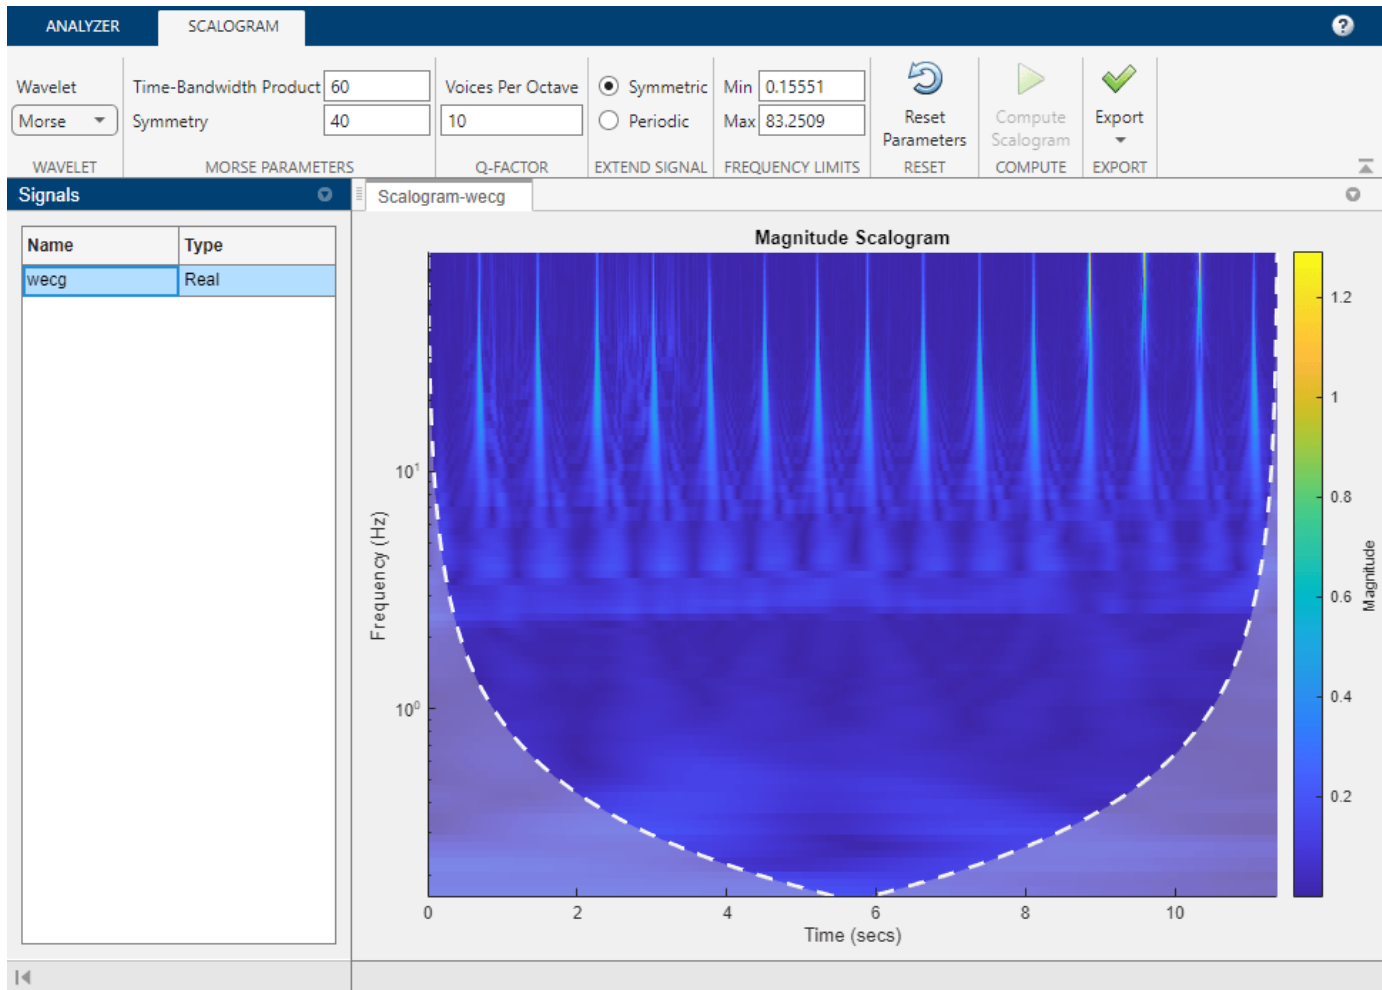 ANALYZER SCALOGRAM ?
Wavelet Time-Bandwidth Product 60 Voices Per Octave Symmetric Min 0.15551
Morse Symmetry 40 10 Periodic Max 83.2509
Reset Parameters
Compute Scalogram
Export
WAVELET MORSE PARAMETERS Q-FACTOR EXTEND SIGNAL FREQUENCY LIMITS RESET COMPUTE EXPORT
Signals
Name Type
wecg Real
Scalogram-wecg
Magnitude Scalogram
Frequency (Hz)
10¹
10⁰
0 2 4 6 8 10
Time (secs)
1.2
1
0.8
0.6
0.4
0.2
Magnitude